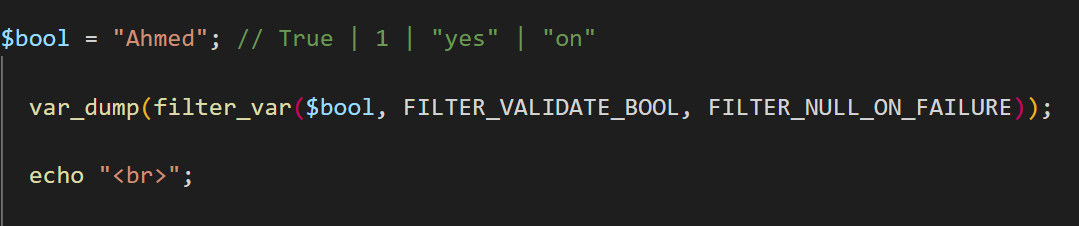 $bool = "Ahmed"; // True | 1 | "yes" | "on"
var_dump(filter_var($bool, FILTER_VALIDATE_BOOL, FILTER_NULL_ON_FAILURE));
echo "<br>";